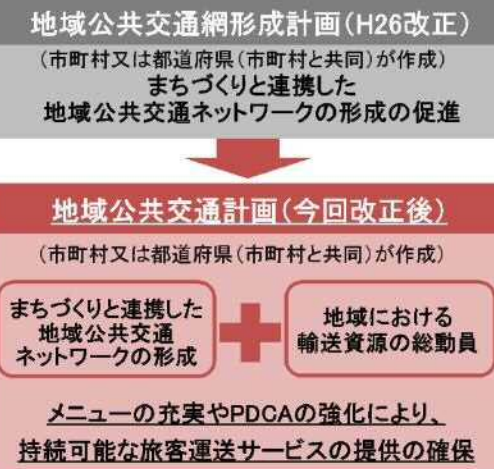 地域公共交通網形成計画（H26改正）
（市町村又は都道府県（市町村と共同）が作成）
まちづくりと連携した
地域公共交通ネットワークの形成の促進
地域公共交通計画（今回改正後）
（市町村又は都道府県（市町村と共同）が作成）
まちづくりと連携した
地域公共交通
ネットワークの形成
地域における
輸送資源の総動員
メニューの充実やPDCAの強化により、
持続可能な旅客運送サービスの提供の確保